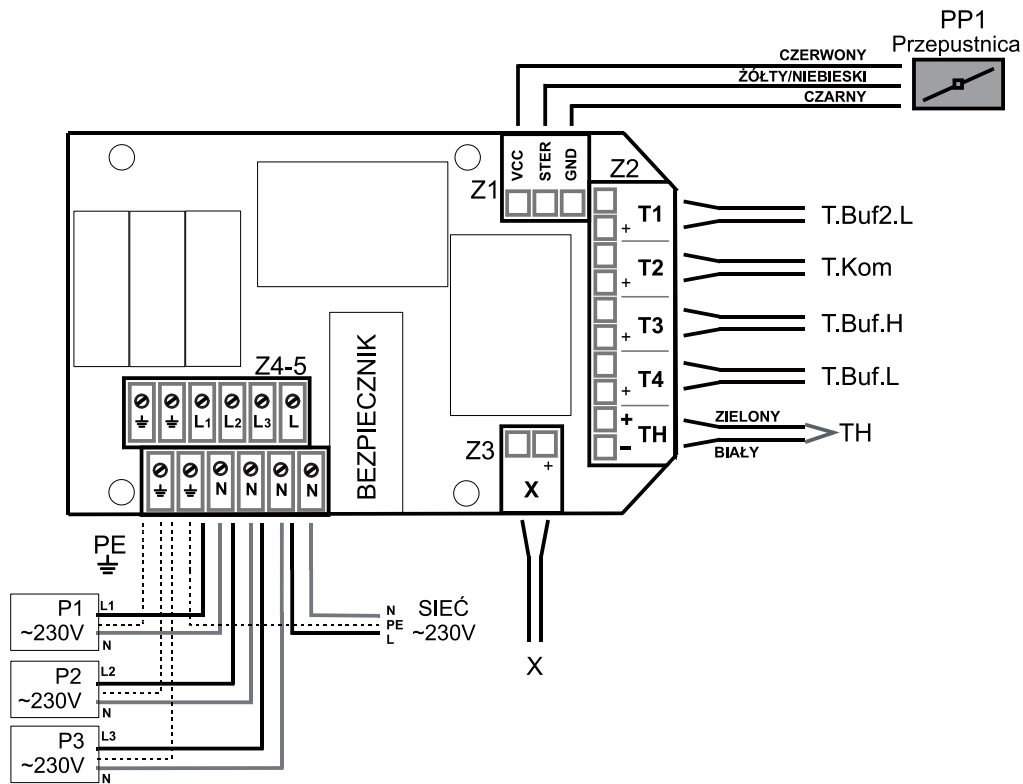 PP1
Przepustnica
CZERWONY
ŻÓŁTY/NIEBIESKI
CZARNY
VCC
STER
GND
Z1
Z2
T1
+
T2
+
T3
+
T4
+
+
TH
−
T.Buf2.L
T.Kom
T.Buf.H
T.Buf.L
ZIELONY
TH
BIAŁY
Z4-5
L1
L2
L3
L
N
N
N
N
BEZPIECZNIK
Z3
+
X
PE
P1
~230V
L1
N
P2
~230V
L2
N
P3
~230V
L3
N
N
PE
L
SIEĆ
~230V
X